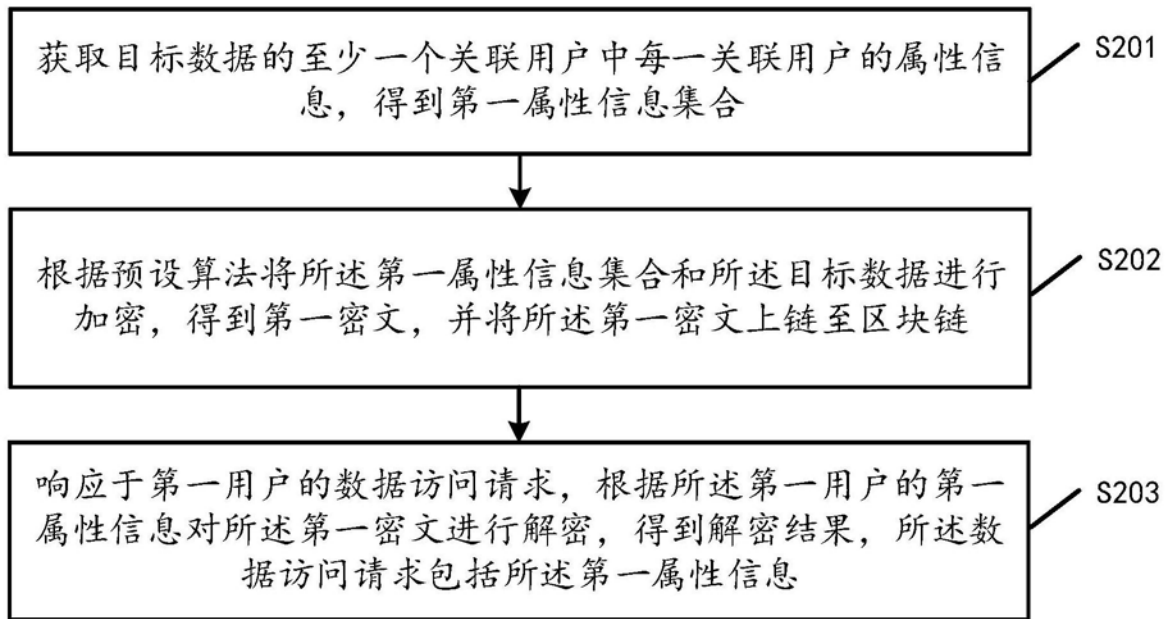 获取目标数据的至少一个关联用户中每一关联用户的属性信
息，得到第一属性信息集合
S201
根据预设算法将所述第一属性信息集合和所述目标数据进行
加密，得到第一密文，并将所述第一密文上链至区块链
S202
响应于第一用户的数据访问请求，根据所述第一用户的第一
属性信息对所述第一密文进行解密，得到解密结果，所述数
据访问请求包括所述第一属性信息
S203